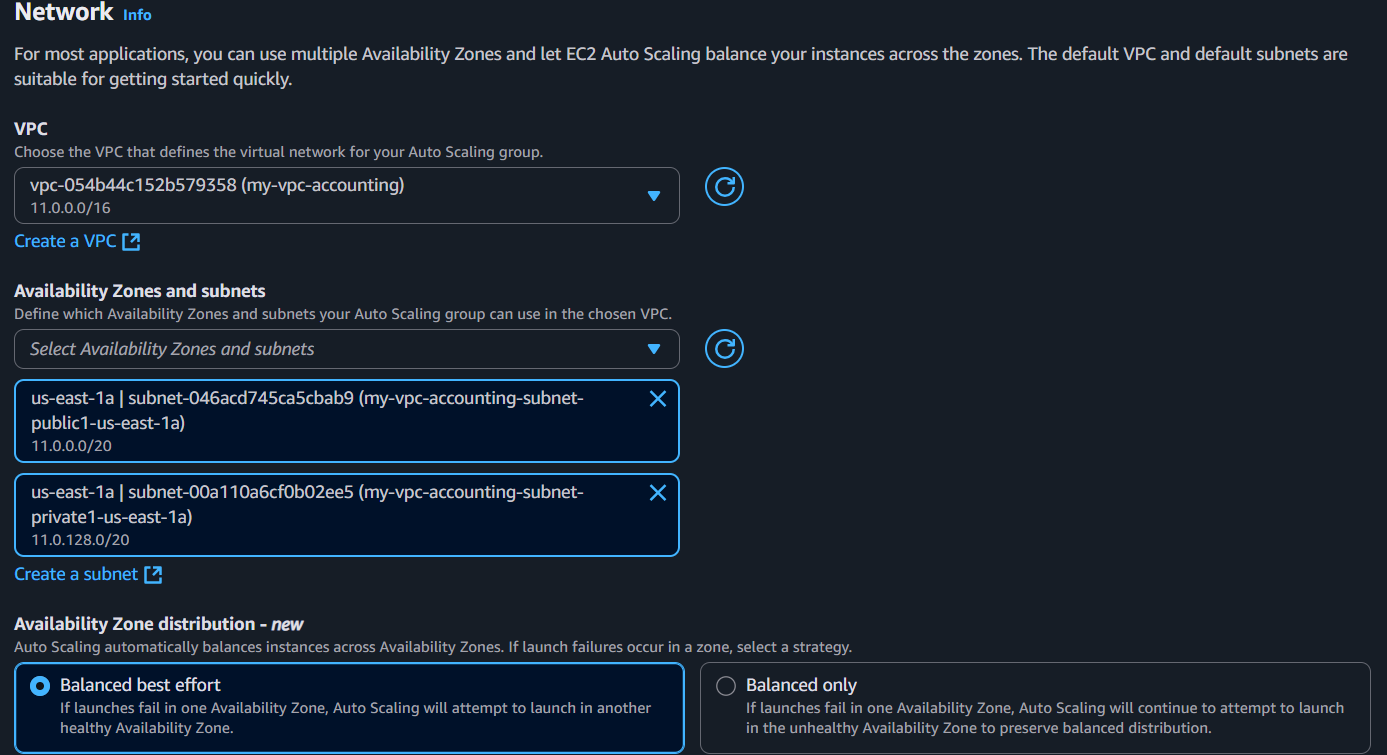 Network Info
For most applications, you can use multiple Availability Zones and let EC2 Auto Scaling balance your instances across the zones. The default VPC and default subnets are
suitable for getting started quickly.
VPC
Choose the VPC that defines the virtual network for your Auto Scaling group.
vpc-054b44c152b579358 (my-vpc-accounting)
11.0.0.0/16
Create a VPC
Availability Zones and subnets
Define which Availability Zones and subnets your Auto Scaling group can use in the chosen VPC.
Select Availability Zones and subnets
us-east-1a | subnet-046acd745ca5cbab9 (my-vpc-accounting-subnet-
public1-us-east-1a)
11.0.0.0/20
us-east-1a | subnet-00a110a6cf0b02ee5 (my-vpc-accounting-subnet-
private1-us-east-1a)
11.0.128.0/20
Create a subnet
Availability Zone distribution - new
Auto Scaling automatically balances instances across Availability Zones. If launch failures occur in a zone, select a strategy.
Balanced best effort
If launches fail in one Availability Zone, Auto Scaling will attempt to launch in another
healthy Availability Zone.
Balanced only
If launches fail in one Availability Zone, Auto Scaling will continue to attempt to launch
in the unhealthy Availability Zone to preserve balanced distribution.